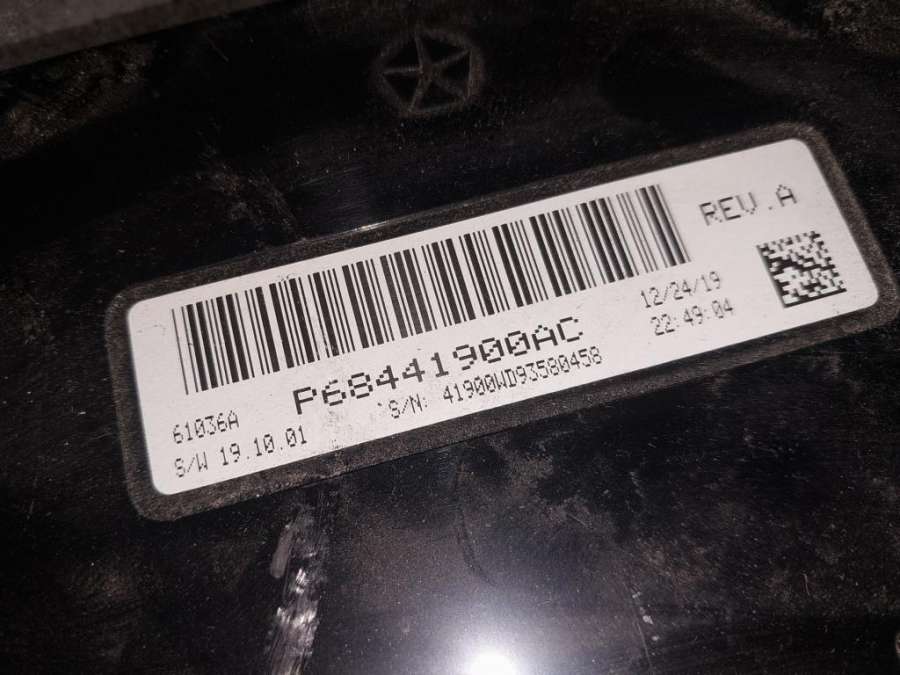 REV.A
12/24/19
22:49:04
P68441900AC
S/N: 41900WD93580458
61036A
S/W 19.10.01